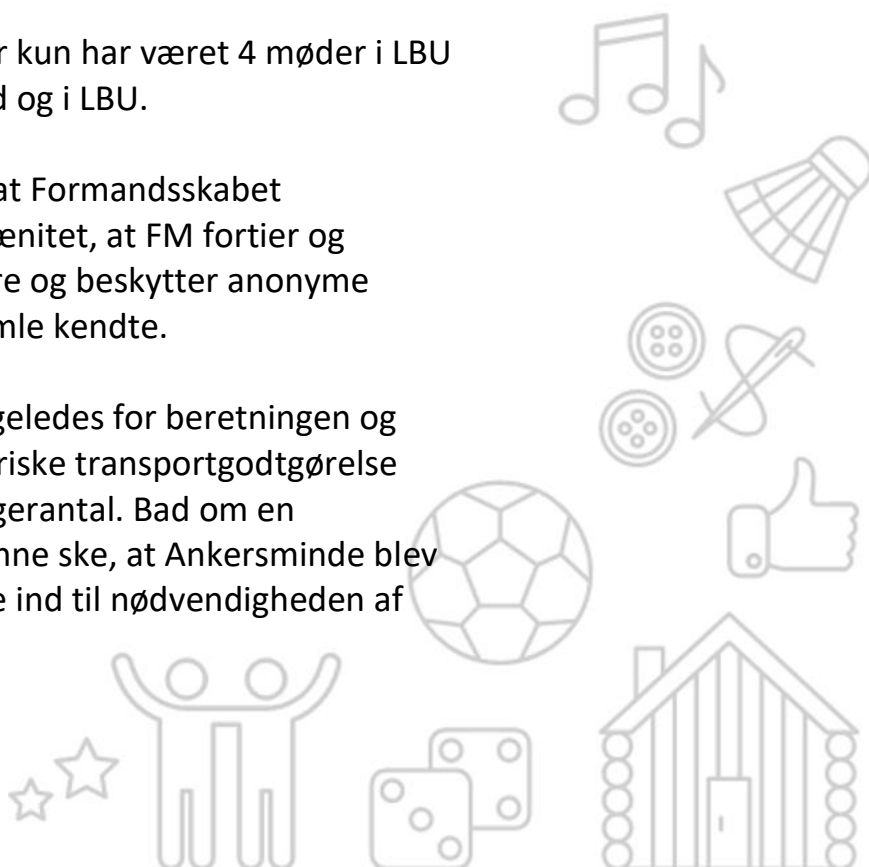 r kun har været 4 møder i LBU
d og i LBU.
at Formandsskabet
ænitet, at FM fortier og
re og beskytter anonyme
mle kendte.
geledes for beretningen og
riske transportgodtgørelse
gerantal. Bad om en
nne ske, at Ankersminde blev
e ind til nødvendigheden af